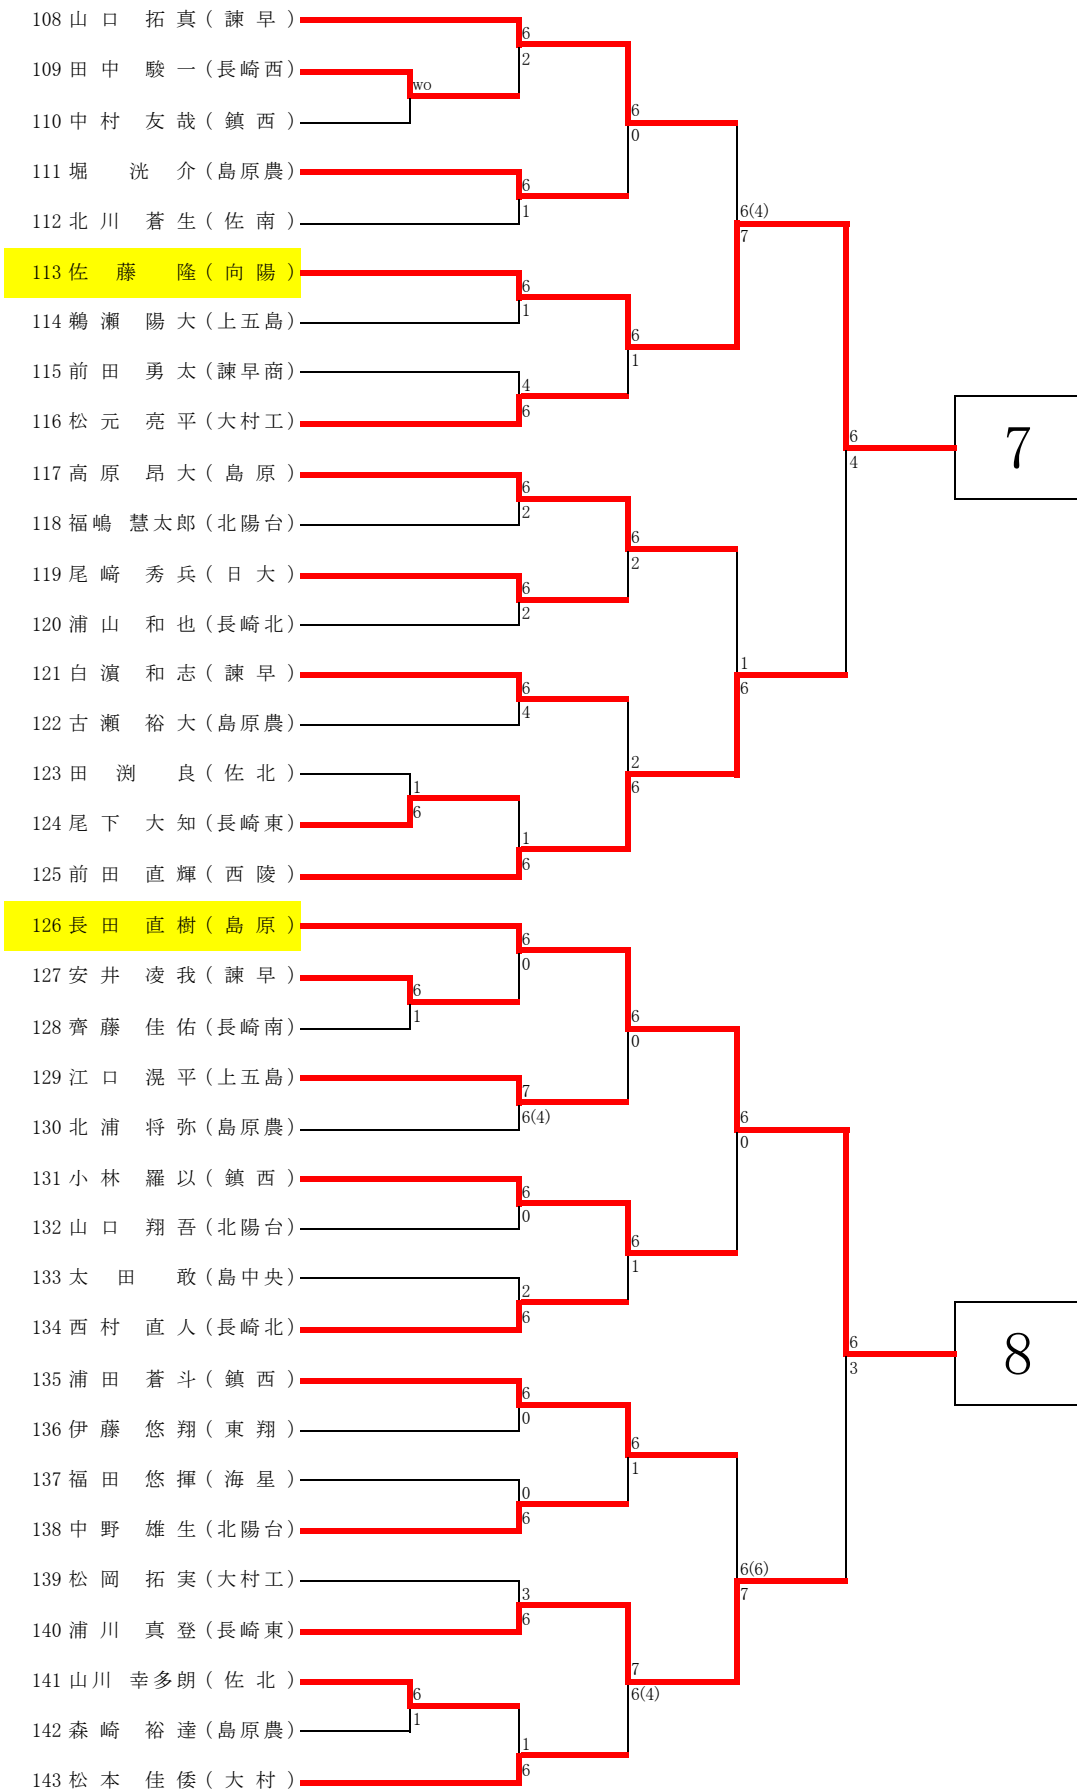 108 山口 拓真(諫早)
6
2
109 田中 駿一(長崎西)
wo
110 中村 友哉(鎮西)
6
0
111 堀 洸介(島原農)
6
1
112 北川 蒼生(佐南)
6(4)
7
113 佐藤 隆(向陽)
6
1
114 鵜瀬 陽大(上五島)
6
1
115 前田 勇太(諫早商)
4
6
116 松元 亮平(大村工)
6
4
7
117 高原 昂大(島原)
6
2
118 福嶋 慧太郎(北陽台)
6
2
119 尾﨑 秀兵(日大)
6
2
120 浦山 和也(長崎北)
1
6
121 白濵 和志(諫早)
6
4
122 古瀬 裕大(島原農)
2
6
123 田渕 良(佐北)
1
6
124 尾下 大知(長崎東)
1
6
125 前田 直輝(西陵)
126 長田 直樹(島原)
6
0
127 安井 凌我(諫早)
6
1
128 齊藤 佳佑(長崎南)
6
0
129 江口 滉平(上五島)
7
6(4)
130 北浦 将弥(島原農)
6
0
131 小林 羅以(鎮西)
6
0
132 山口 翔吾(北陽台)
6
1
133 太田 敢(島中央)
2
6
134 西村 直人(長崎北)
6
3
8
135 浦田 蒼斗(鎮西)
6
0
136 伊藤 悠翔(東翔)
6
1
137 福田 悠揮(海星)
0
6
138 中野 雄生(北陽台)
6(6)
7
139 松岡 拓実(大村工)
3
6
140 浦川 真登(長崎東)
7
6(4)
141 山川 幸多朗(佐北)
6
1
142 森崎 裕達(島原農)
1
6
143 松本 佳倭(大村)